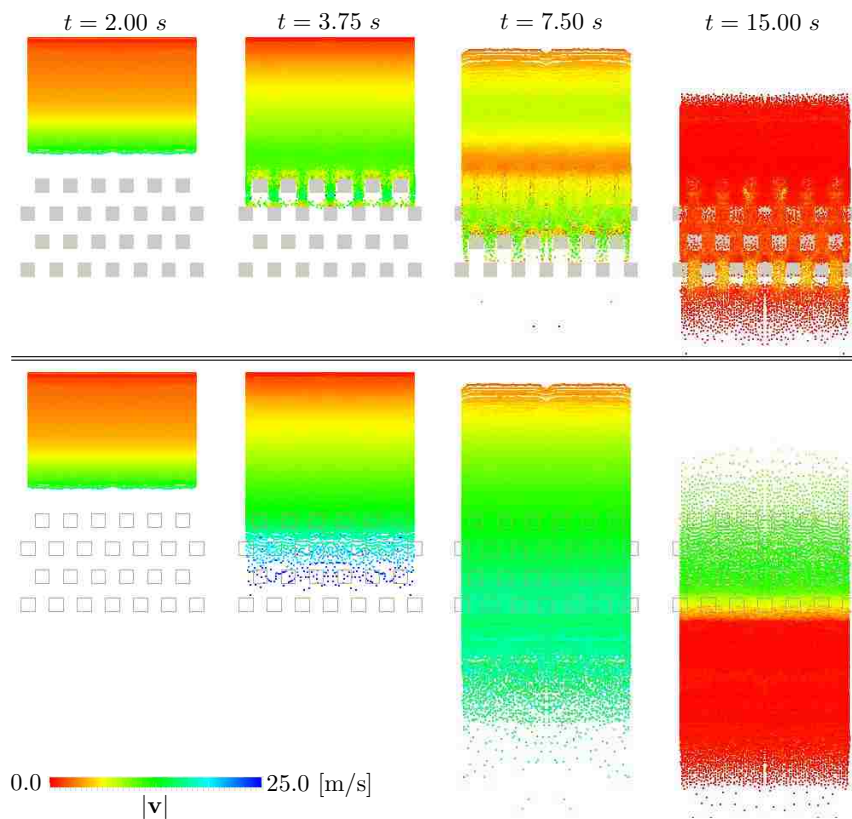 t = 2.00 s t = 3.75 s t = 7.50 s t = 15.00 s
0.0 25.0 [m/s]
|v|